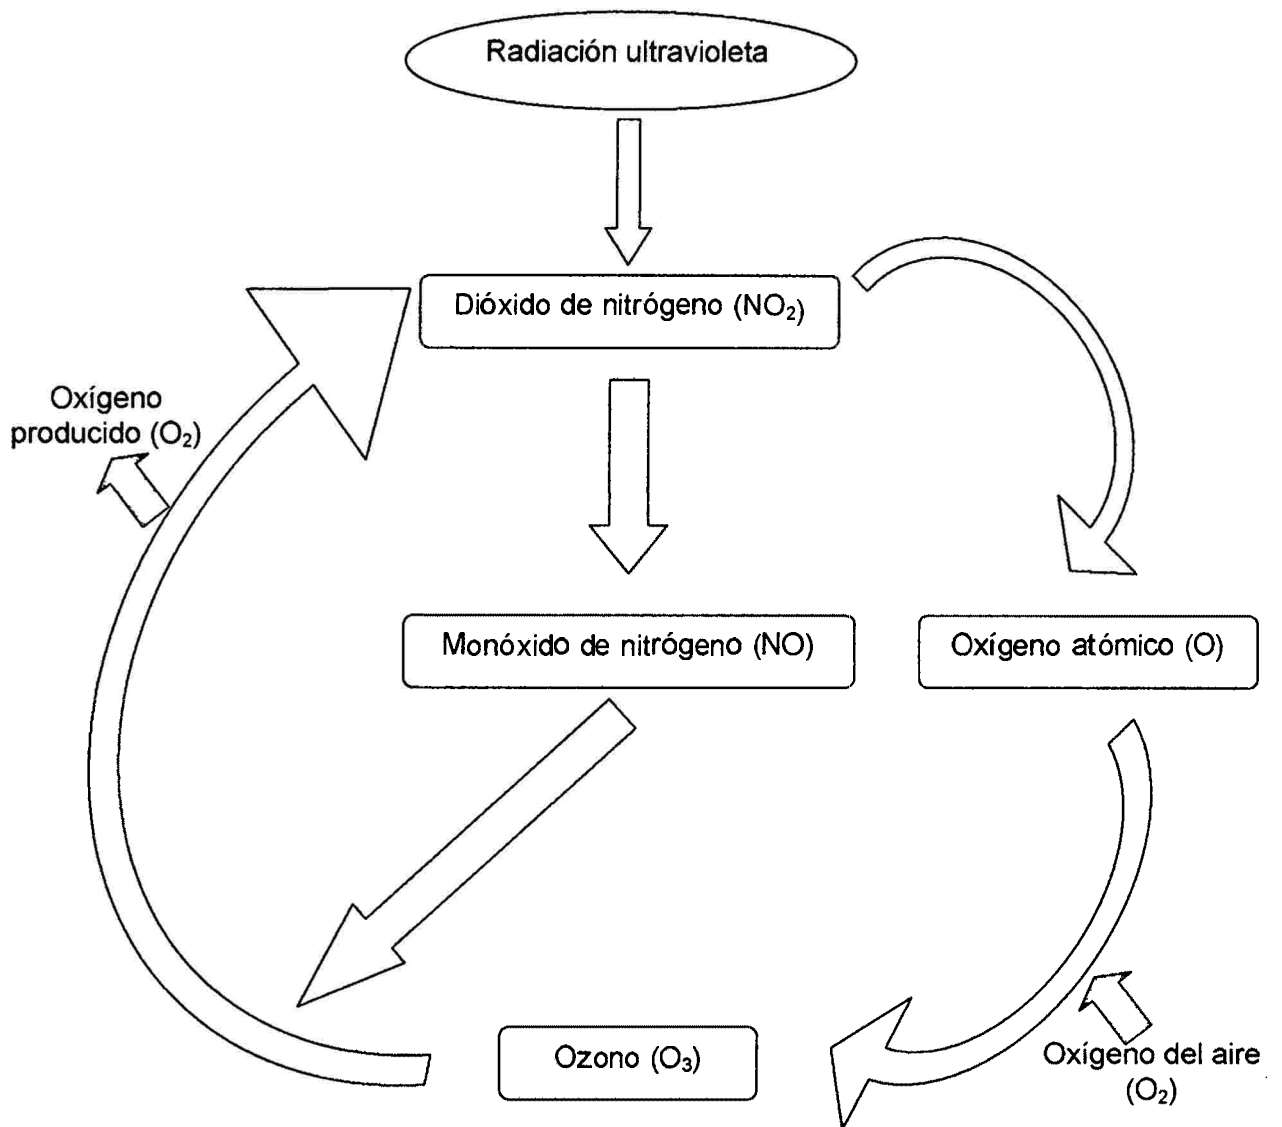 Radiación ultravioleta
Dióxido de nitrógeno (NO₂)
Oxígeno
producido (O₂)
Monóxido de nitrógeno (NO)
Oxígeno atómico (O)
Ozono (O₃)
Oxígeno del aire
(O₂)